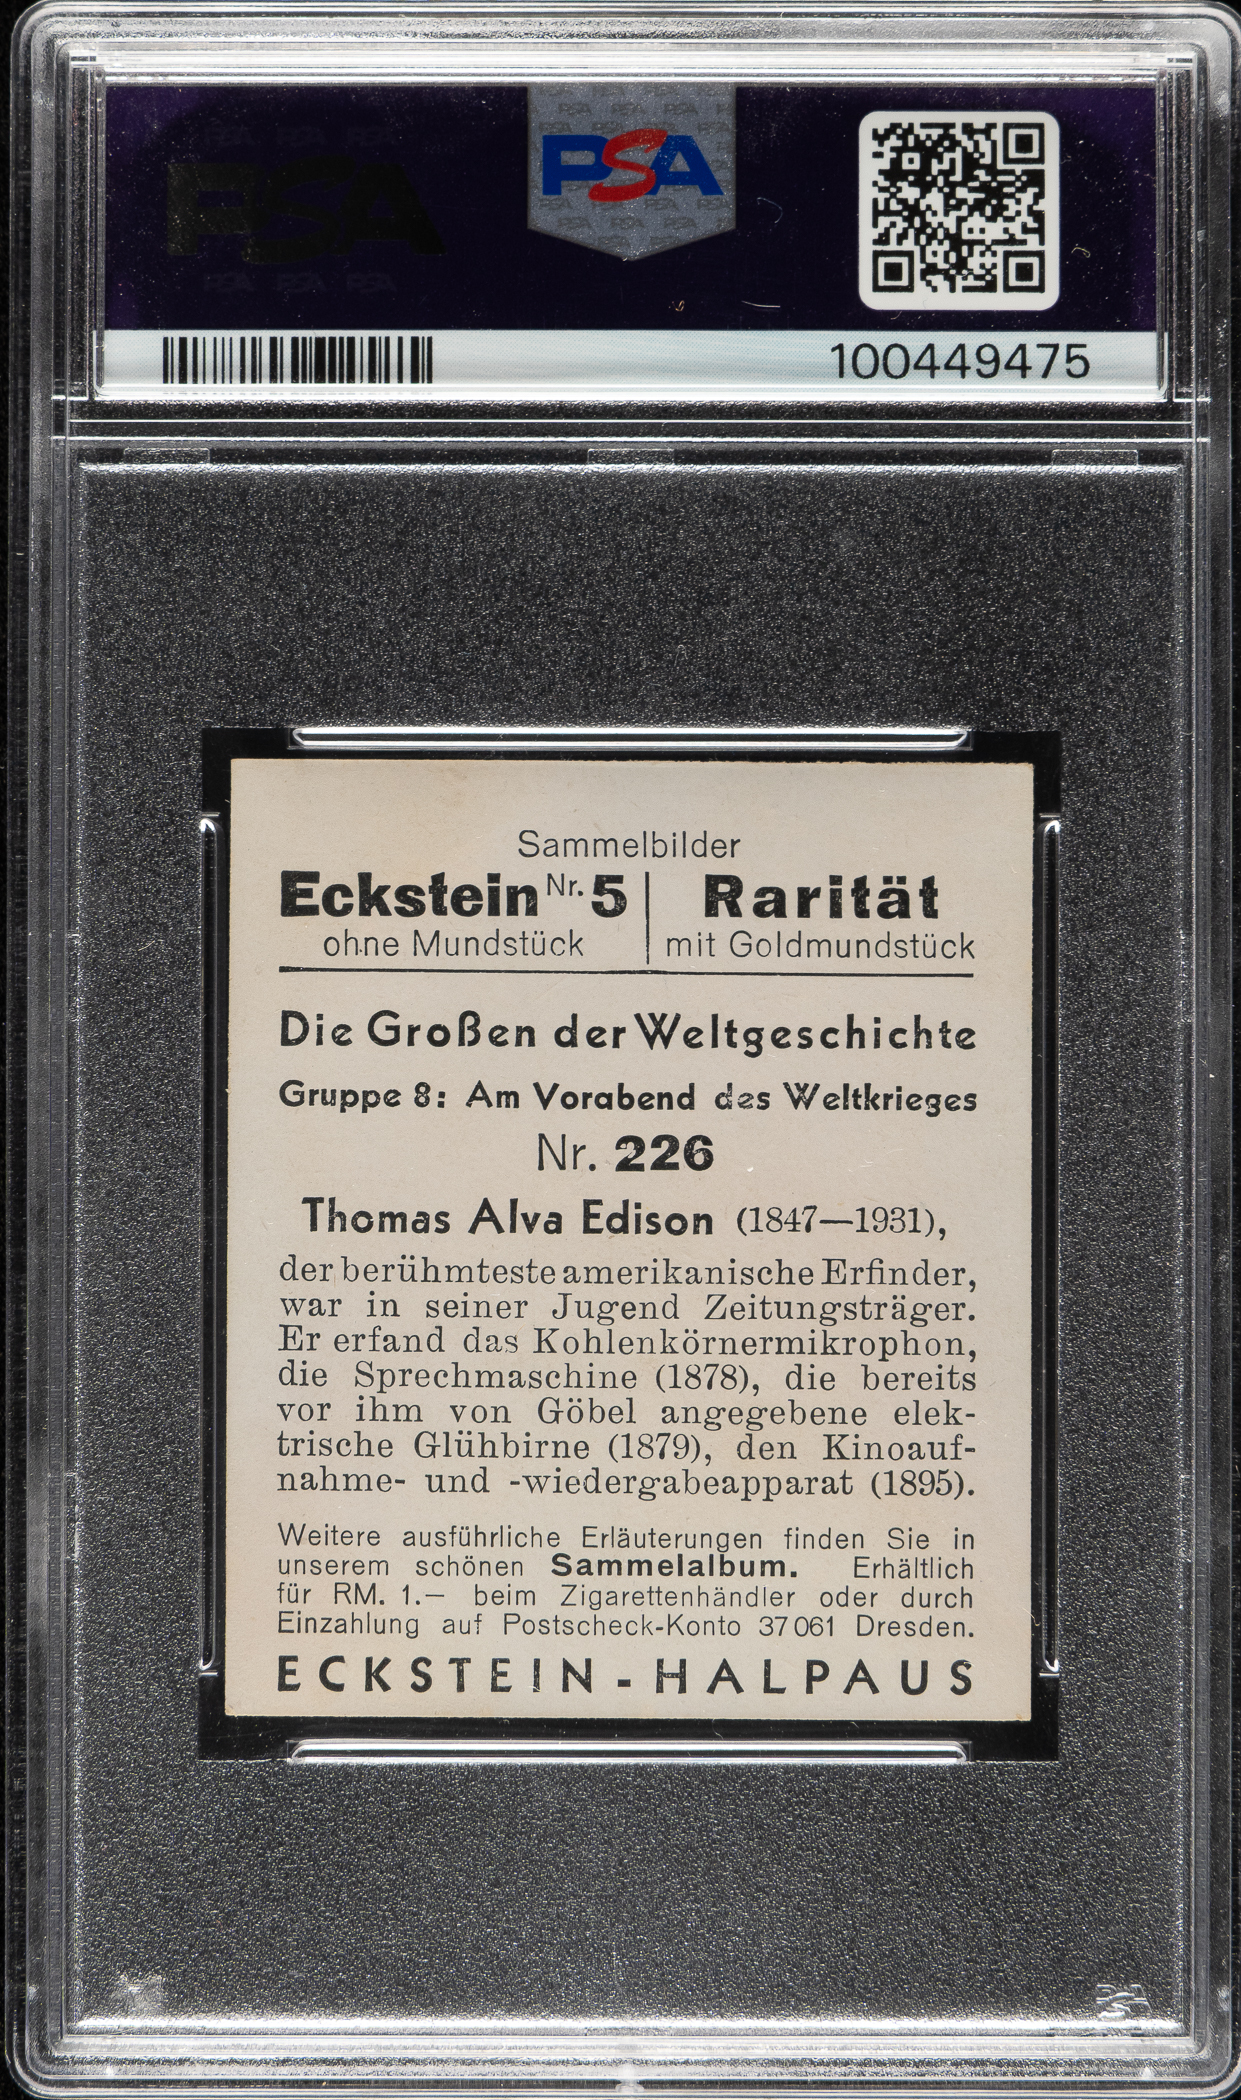 PSA
100449475
Sammelbilder
Eckstein Nr. 5 | Rarität
ohne Mundstück | mit Goldmundstück
Die Großen der Weltgeschichte
Gruppe 8: Am Vorabend des Weltkrieges
Nr. 226
Thomas Alva Edison (1847—1931),
der berühmteste amerikanische Erfinder,
war in seiner Jugend Zeitungsträger.
Er erfand das Kohlenkörnermikrophon,
die Sprechmaschine (1878), die bereits
vor ihm von Göbel angegebene elek-
trische Glühbirne (1879), den Kinoauf-
nahme- und -wiedergabeapparat (1895).
Weitere ausführliche Erläuterungen finden Sie in
unserem schönen Sammelalbum. Erhältlich
für RM. 1.— beim Zigarettenhändler oder durch
Einzahlung auf Postscheck-Konto 37061 Dresden.
ECKSTEIN-HALPAUS